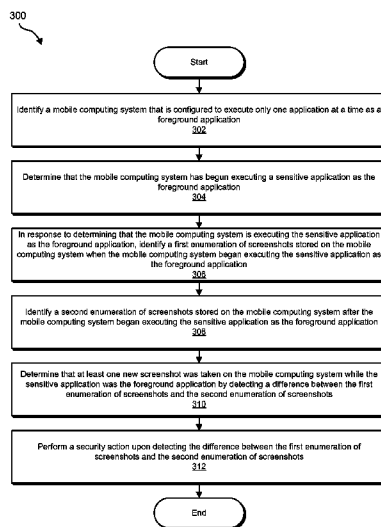 300
Start
Identify a mobile computing system that is configured to execute only one application at a time as a
foreground application
302
Determine that the mobile computing system has begun executing a sensitive application as the
foreground application
304
In response to determining that the mobile computing system is executing the sensitive application
as the foreground application, identify a first enumeration of screenshots stored on the mobile
computing system when the mobile computing system began executing the sensitive application as
the foreground application
306
Identify a second enumeration of screenshots stored on the mobile computing system after the
mobile computing system began executing the sensitive application as the foreground application
308
Determine that at least one new screenshot was taken on the mobile computing system while the
sensitive application was the foreground application by detecting a difference between the first
enumeration of screenshots and the second enumeration of screenshots
310
Perform a security action upon detecting the difference between the first enumeration of
screenshots and the second enumeration of screenshots
312
End